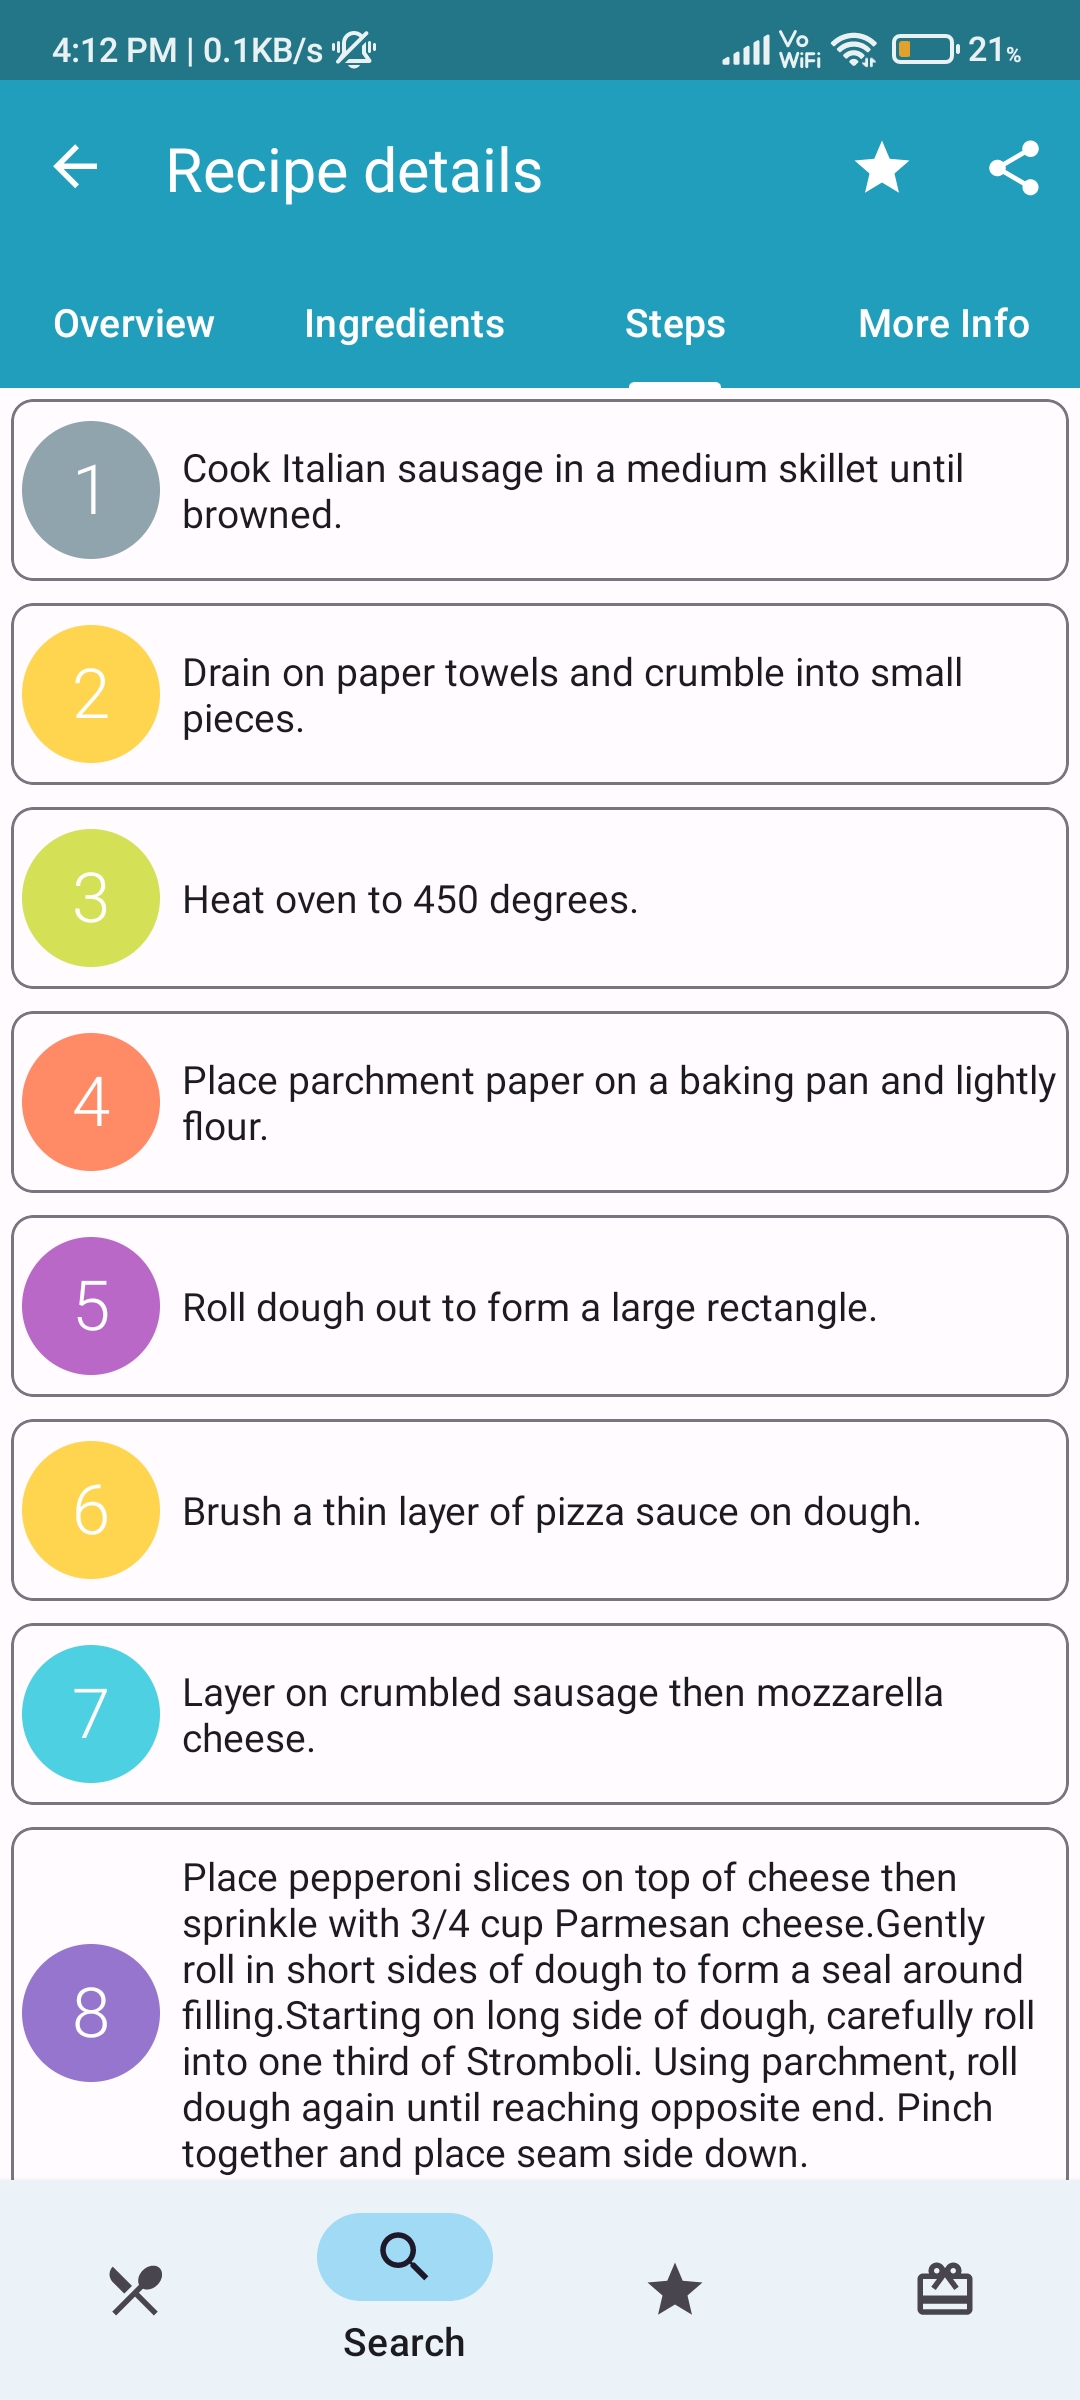 4:12 PM | 0.1KB/s Vo WiFi 21%
Recipe details
Overview Ingredients Steps More Info
1
Cook Italian sausage in a medium skillet until
browned.
2
Drain on paper towels and crumble into small
pieces.
3
Heat oven to 450 degrees.
4
Place parchment paper on a baking pan and lightly
flour.
5
Roll dough out to form a large rectangle.
6
Brush a thin layer of pizza sauce on dough.
7
Layer on crumbled sausage then mozzarella
cheese.
8
Place pepperoni slices on top of cheese then
sprinkle with 3/4 cup Parmesan cheese.Gently
roll in short sides of dough to form a seal around
filling.Starting on long side of dough, carefully roll
into one third of Stromboli. Using parchment, roll
dough again until reaching opposite end. Pinch
together and place seam side down.
Search